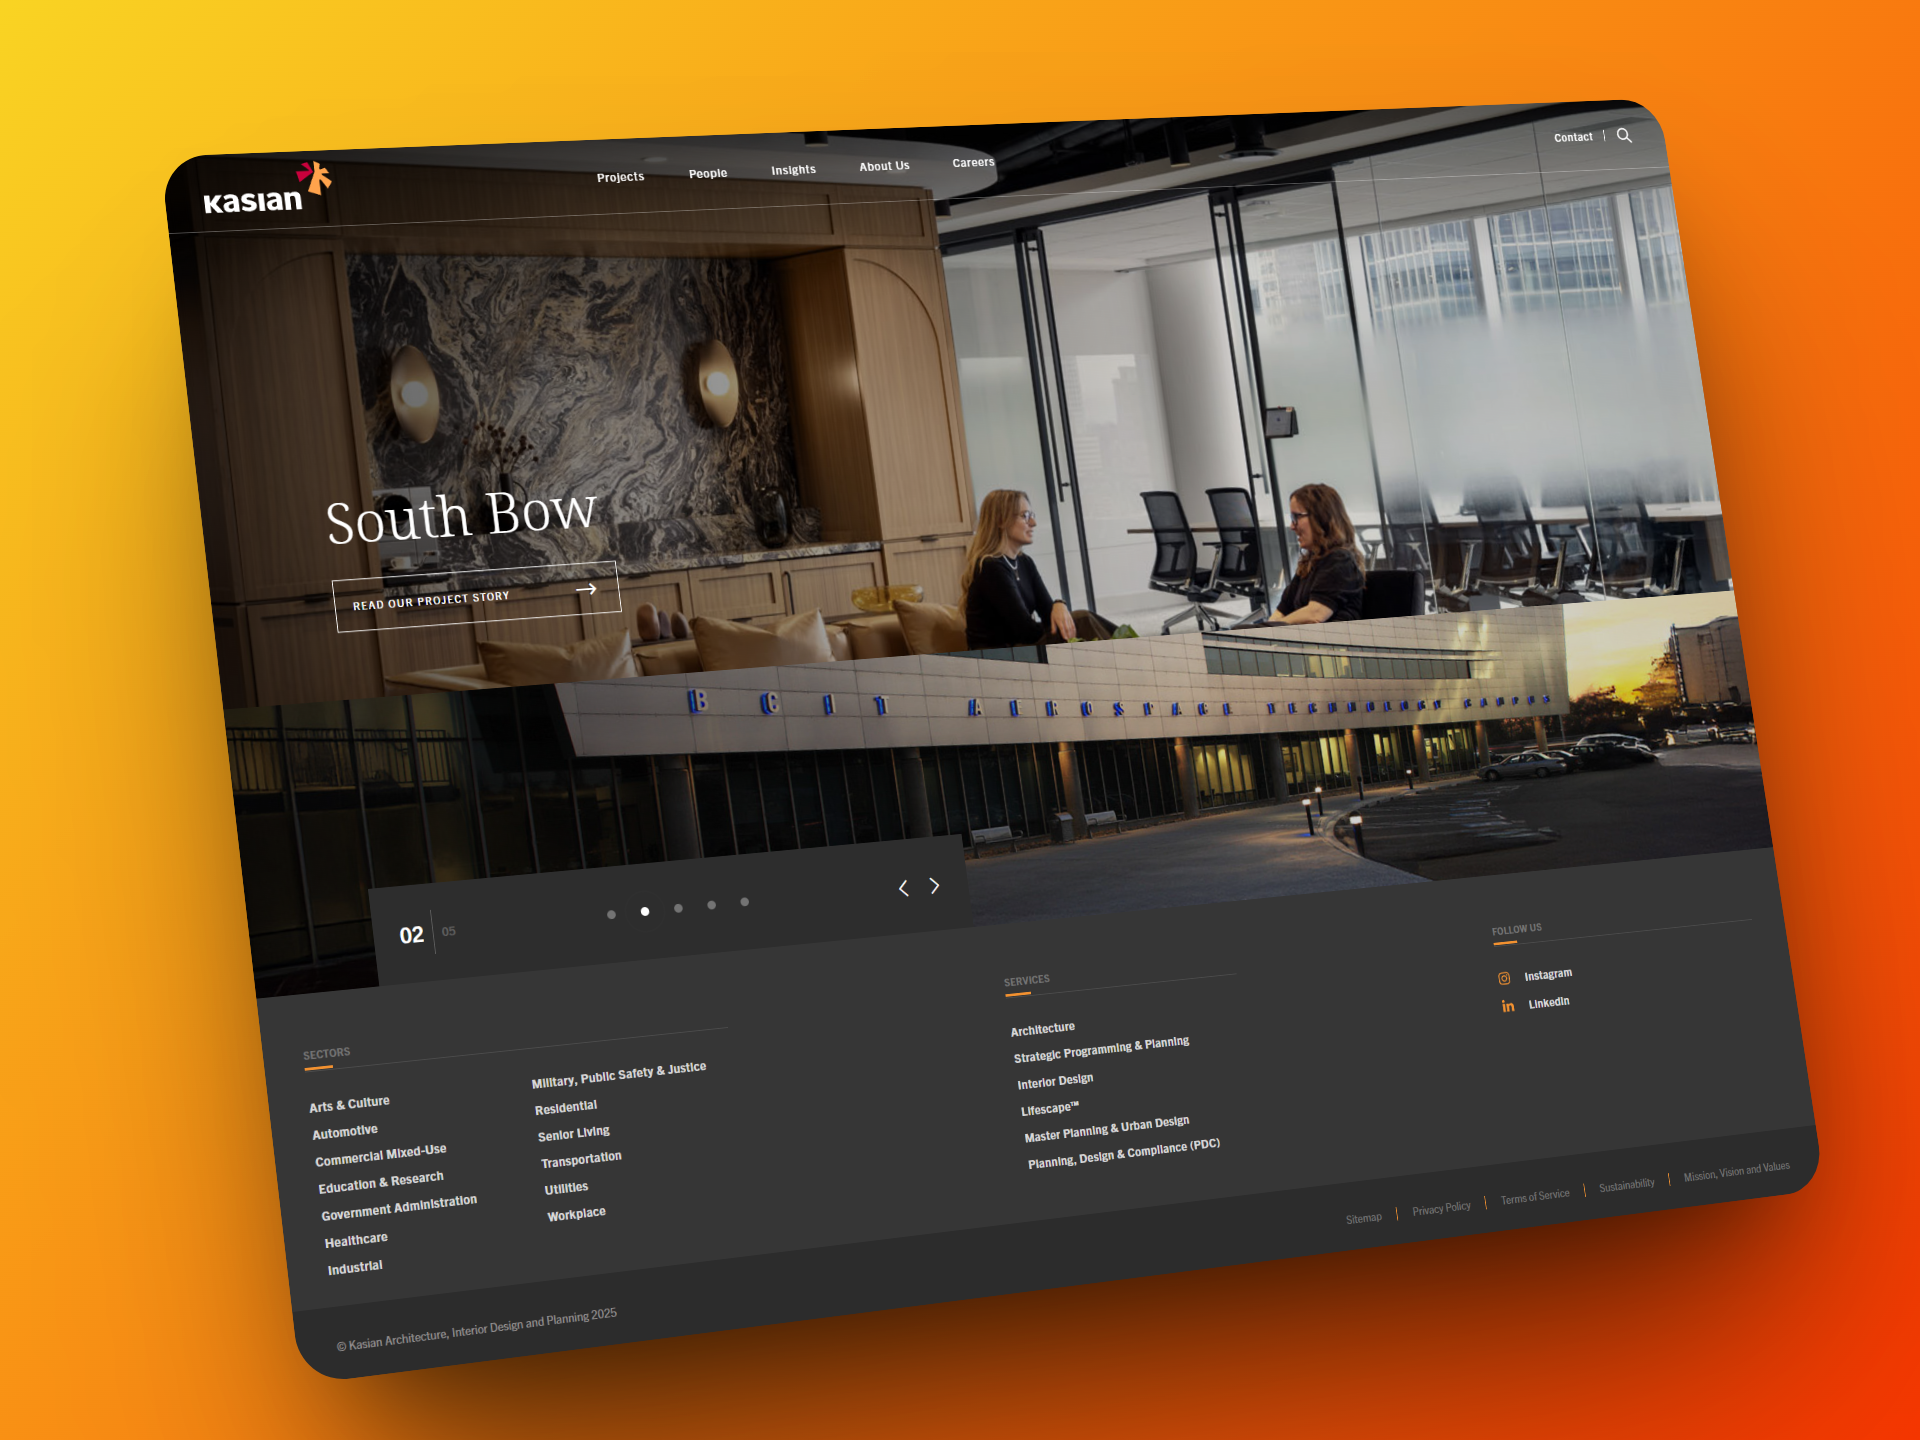 Kasian
Projects People Insights About Us Careers
Contact
South Bow
READ OUR PROJECT STORY
BCIT AEROSPACE TECHNOLOGY CAMPUS
02 05
SECTORS
Arts & Culture
Automotive
Commercial Mixed-Use
Education & Research
Government Administration
Healthcare
Industrial
Military, Public Safety & Justice
Residential
Senior Living
Transportation
Utilities
Workplace
SERVICES
Architecture
Strategic Programming & Planning
Interior Design
Lifescape™
Master Planning & Urban Design
Planning, Design & Compliance (PDC)
FOLLOW US
Instagram
LinkedIn
© Kasian Architecture, Interior Design and Planning 2025
Sitemap Privacy Policy Terms of Service Sustainability Mission, Vision and Values